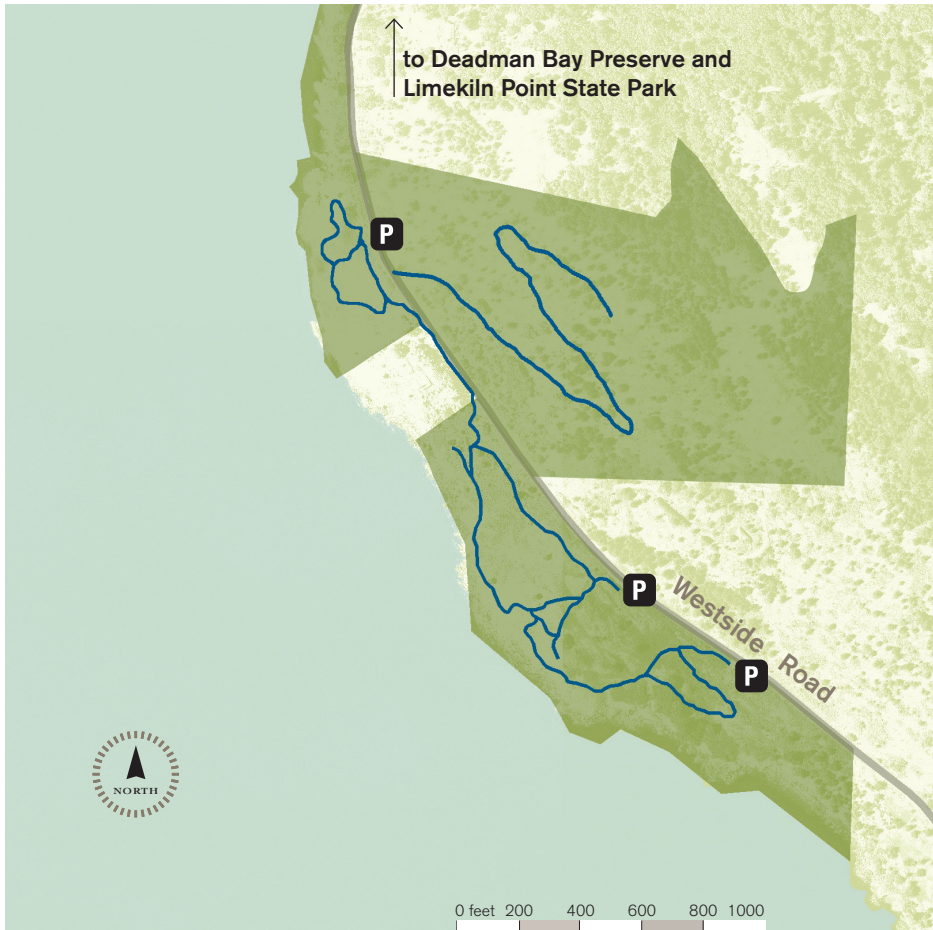 to Deadman Bay Preserve and
Limekiln Point State Park
P
P
Westside Road
P
NORTH
0 feet 200 400 600 800 1000